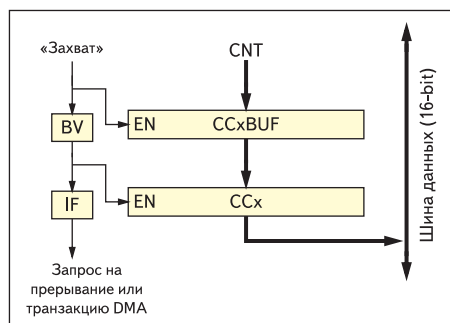 «Захват»
CNT
BV
EN CCxBUF
IF
EN CCx
Шина данных (16-bit)
Запрос на
прерывание или
транзакцию DMA